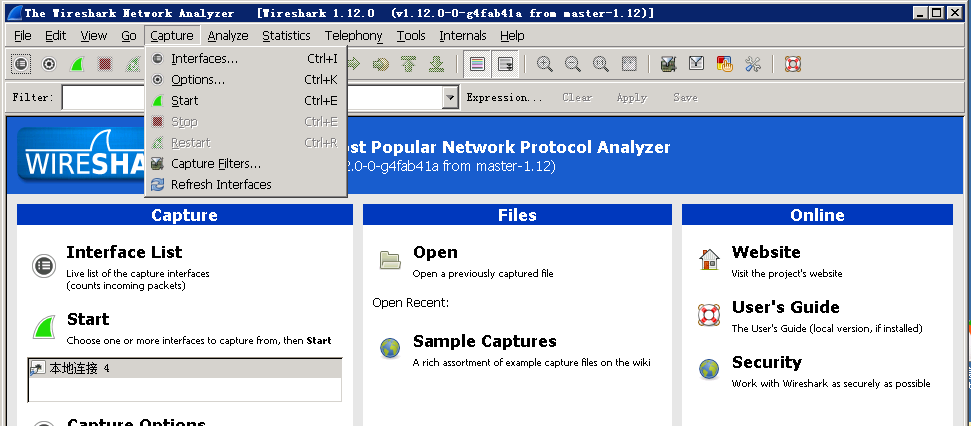 The Wireshark Network Analyzer [Wireshark 1.12.0 (v1.12.0-0-g4fab41a from master-1.12)]
File Edit View Go Capture Analyze Statistics Telephony Tools Internals Help
Interfaces... Ctrl+I
Options... Ctrl+K
Start Ctrl+E
Stop Ctrl+E
Restart Ctrl+R
Capture Filters...
Refresh Interfaces
Filter: Expression... Clear Apply Save
WIRESHA
st Popular Network Protocol Analyzer
.0-0-g4fab41a from master-1.12)
Capture
Interface List
Live list of the capture interfaces
(counts incoming packets)
Start
Choose one or more interfaces to capture from, then Start
本地连接 4
Capture Options
Files
Open
Open a previously captured file
Open Recent:
Sample Captures
A rich assortment of example capture files on the wiki
Online
Website
Visit the project's website
User's Guide
The User's Guide (local version, if installed)
Security
Work with Wireshark as securely as possible